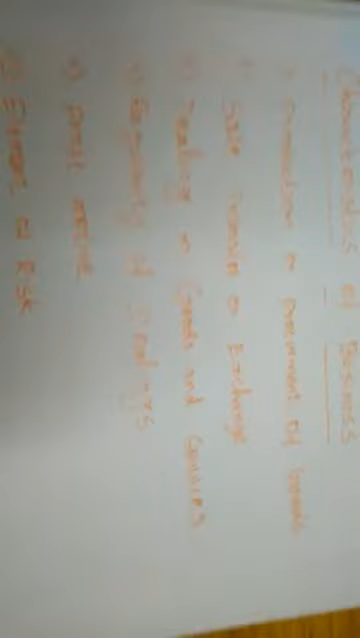 Characteristics of Business
Production or Procurement of Goods
Sale Transfer or Exchange
Dealing in Goods and Services
Regularity of Dealings
Profit
Element of Risk